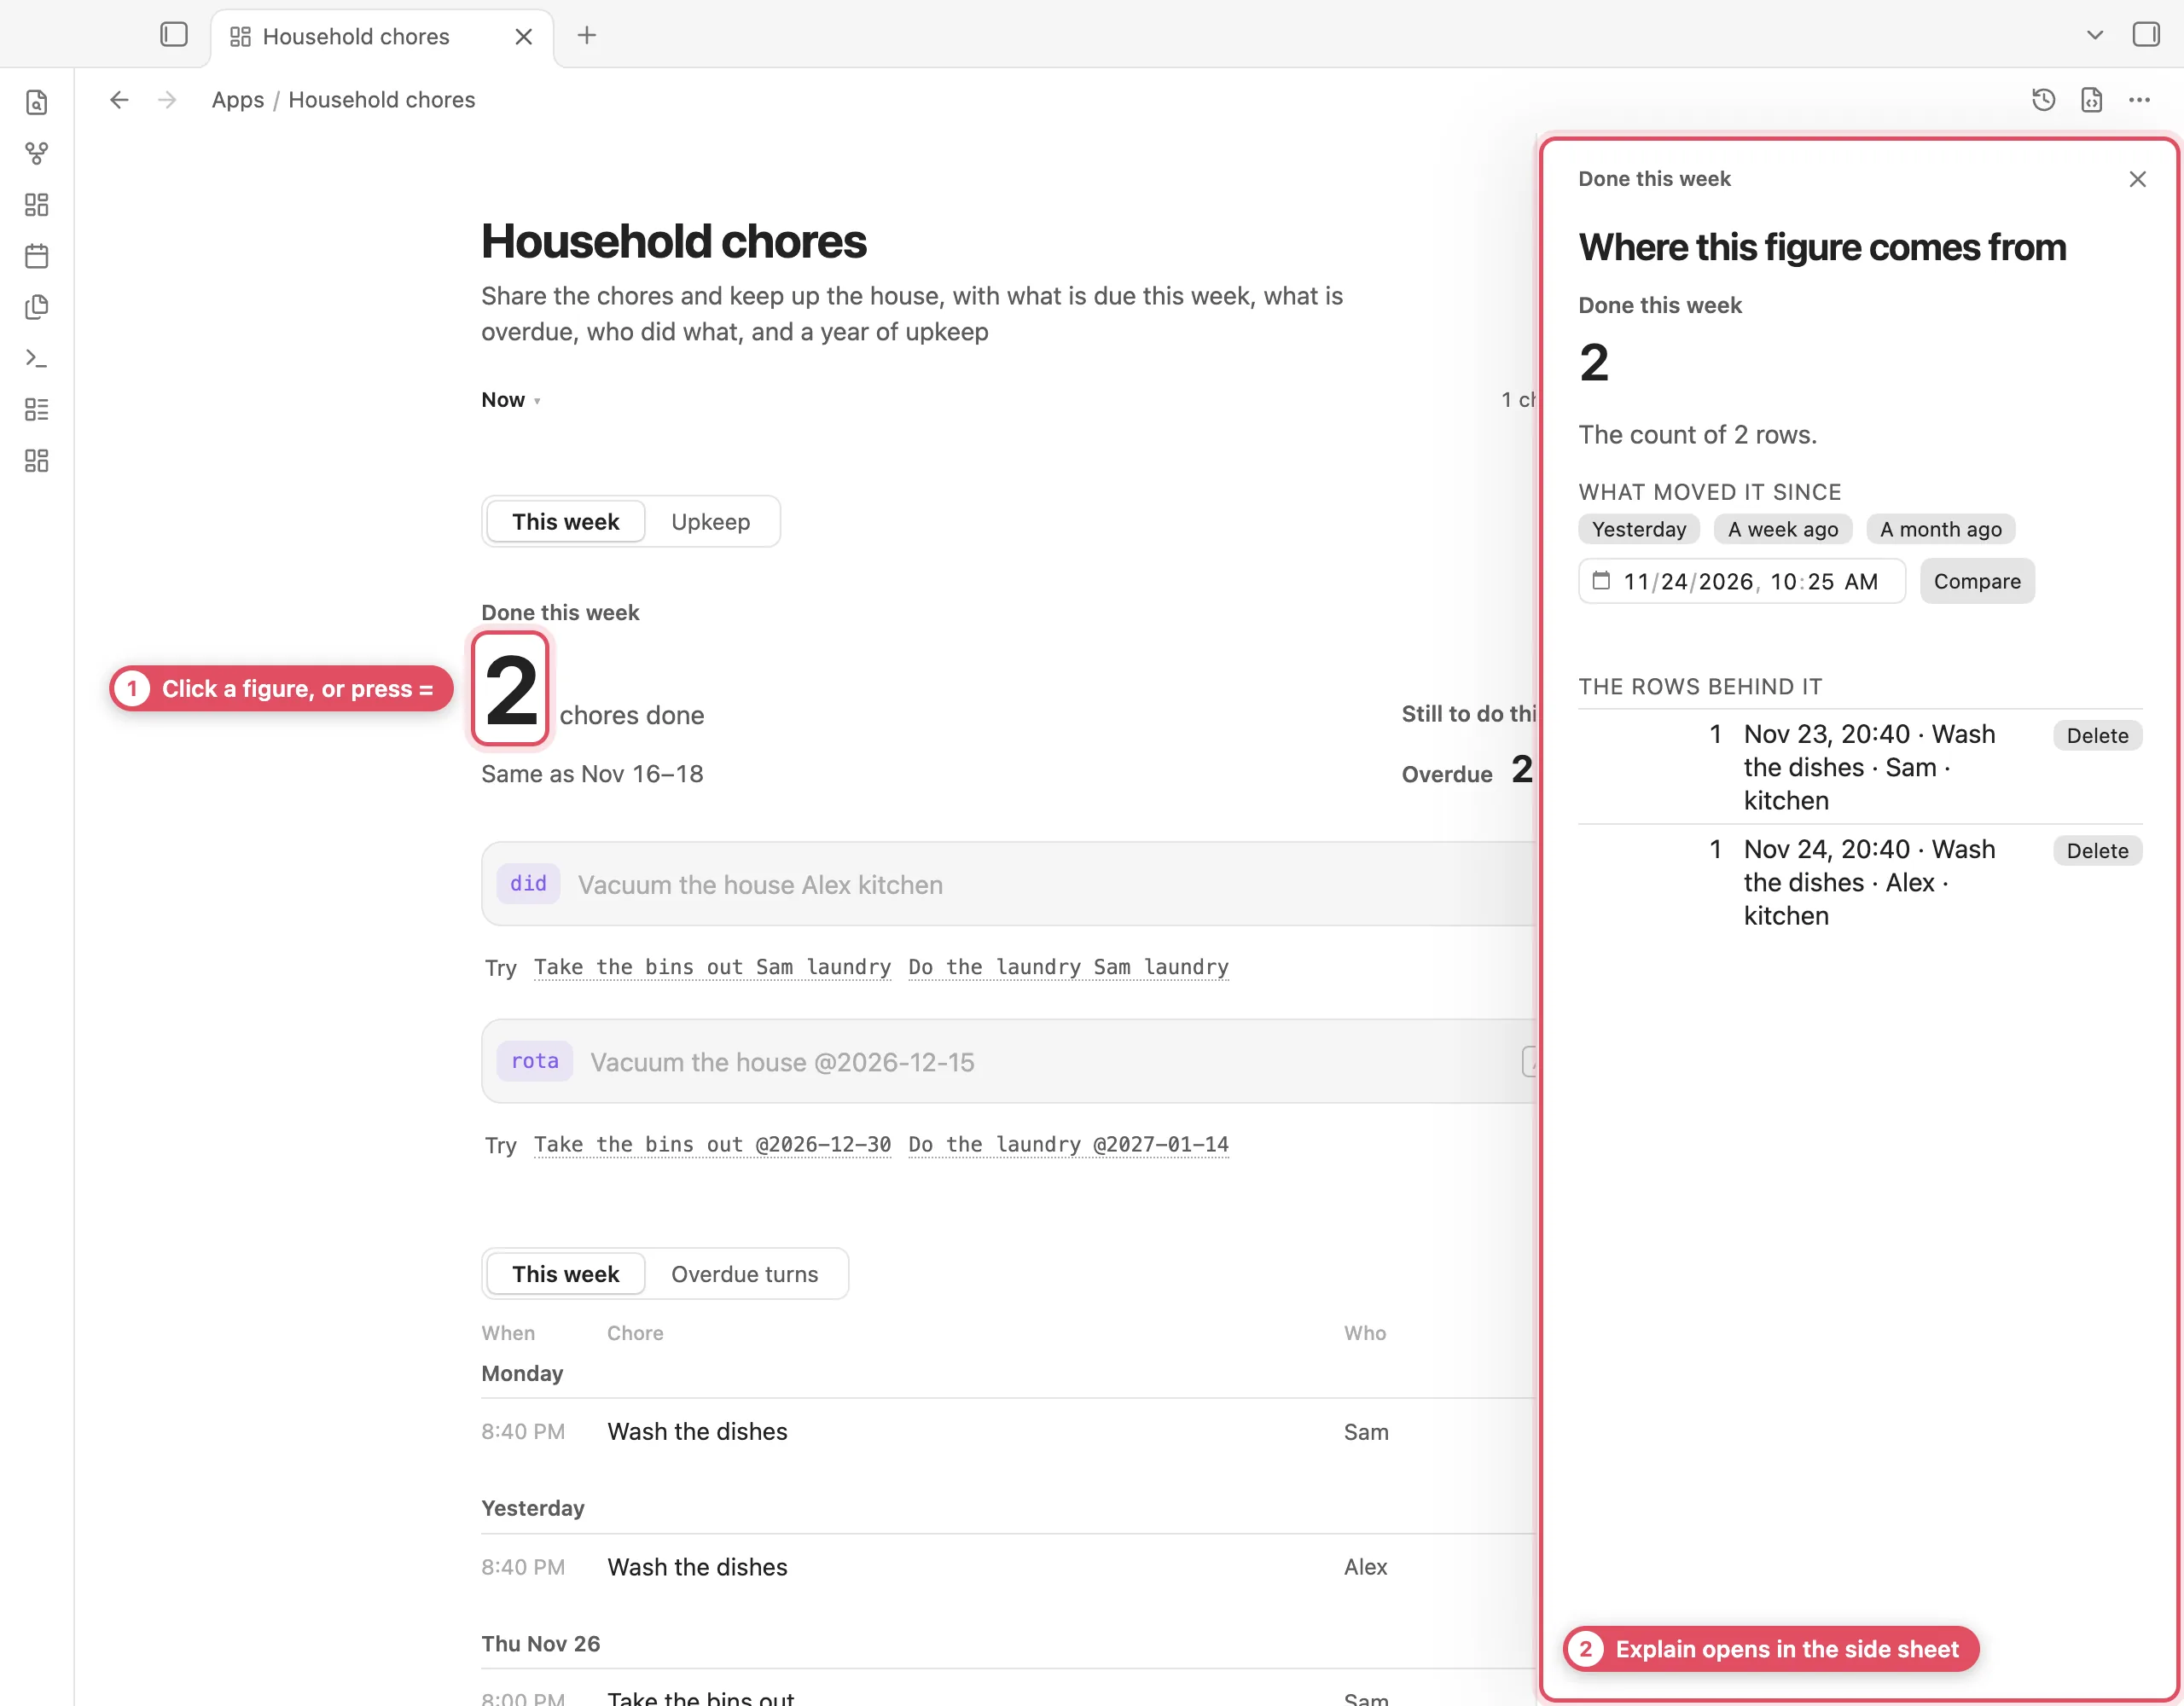 Household chores
Apps / Household chores
Household chores
Share the chores and keep up the house, with what is due this week, what is
overdue, who did what, and a year of upkeep
Now
1
This week Upkeep
Done this week
1 Click a figure, or press =
2 chores done
Same as Nov 16–18
Still to do
Overdue 2
did Vacuum the house Alex kitchen
Try Take the bins out Sam laundry Do the laundry Sam laundry
rota Vacuum the house @2026-12-15
Try Take the bins out @2026-12-30 Do the laundry @2027-01-14
This week Overdue turns
When Chore Who
Monday
8:40 PM Wash the dishes Sam
Yesterday
8:40 PM Wash the dishes Alex
Thu Nov 26
8:00 PM Take the bins out Sam
Done this week
Where this figure comes from
Done this week
2
The count of 2 rows.
WHAT MOVED IT SINCE
Yesterday A week ago A month ago
11/24/2026, 10:25 AM Compare
THE ROWS BEHIND IT
1 Nov 23, 20:40 · Wash Delete
the dishes · Sam ·
kitchen
1 Nov 24, 20:40 · Wash Delete
the dishes · Alex ·
kitchen
2 Explain opens in the side sheet